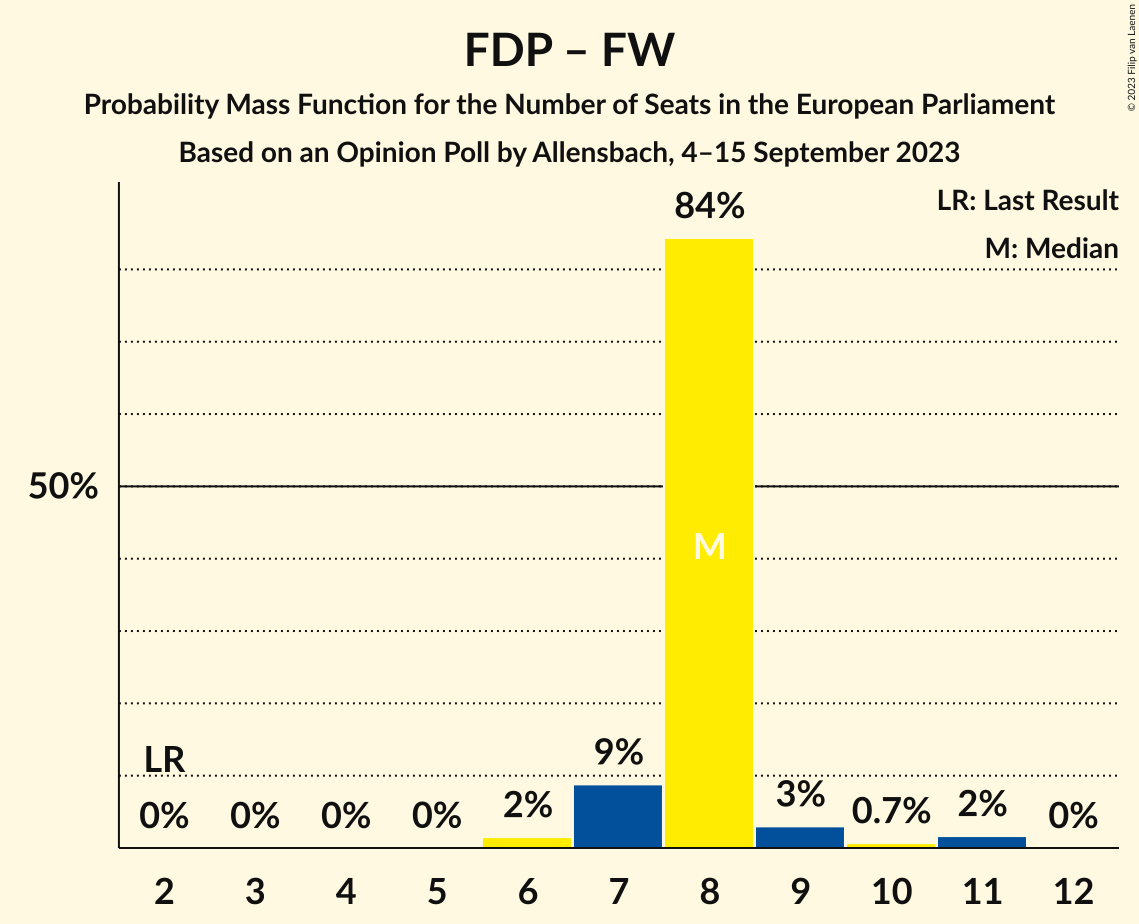 FDP – FW
Probability Mass Function for the Number of Seats in the European Parliament
Based on an Opinion Poll by Allensbach, 4–15 September 2023
© 2023 Filip van Laenen
LR: Last Result
M: Median
84%
50%
M
LR
0%
0%
0%
0%
2%
9%
3%
0.7%
2%
0%
2 3 4 5 6 7 8 9 10 11 12